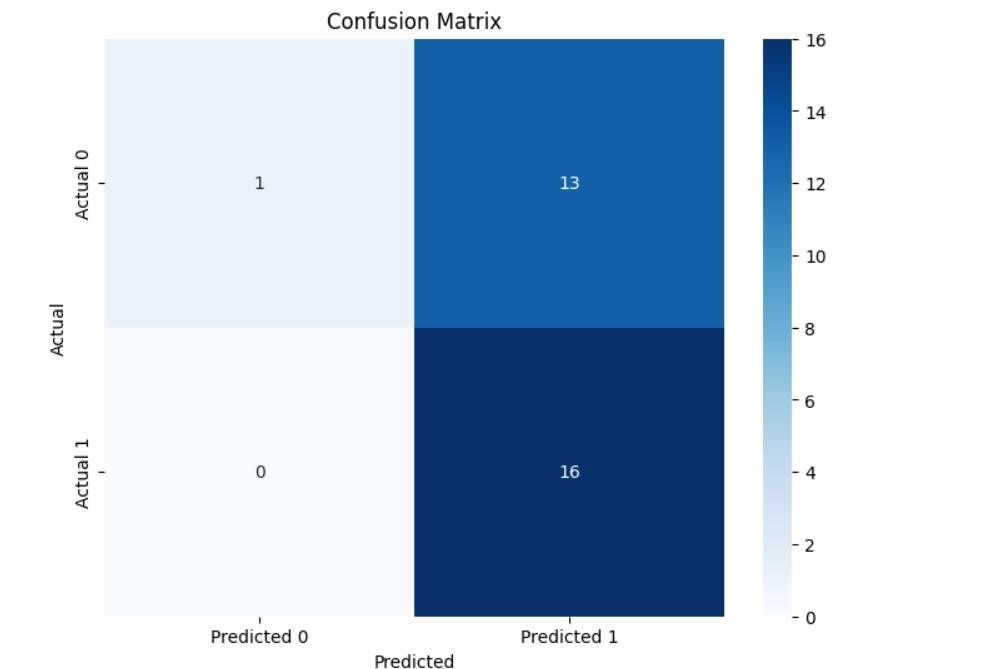 Confusion Matrix
16
14
12
10
8
6
4
2
0
Actual 0
1
13
Actual
Actual 1
0
16
Predicted 0
Predicted 1
Predicted